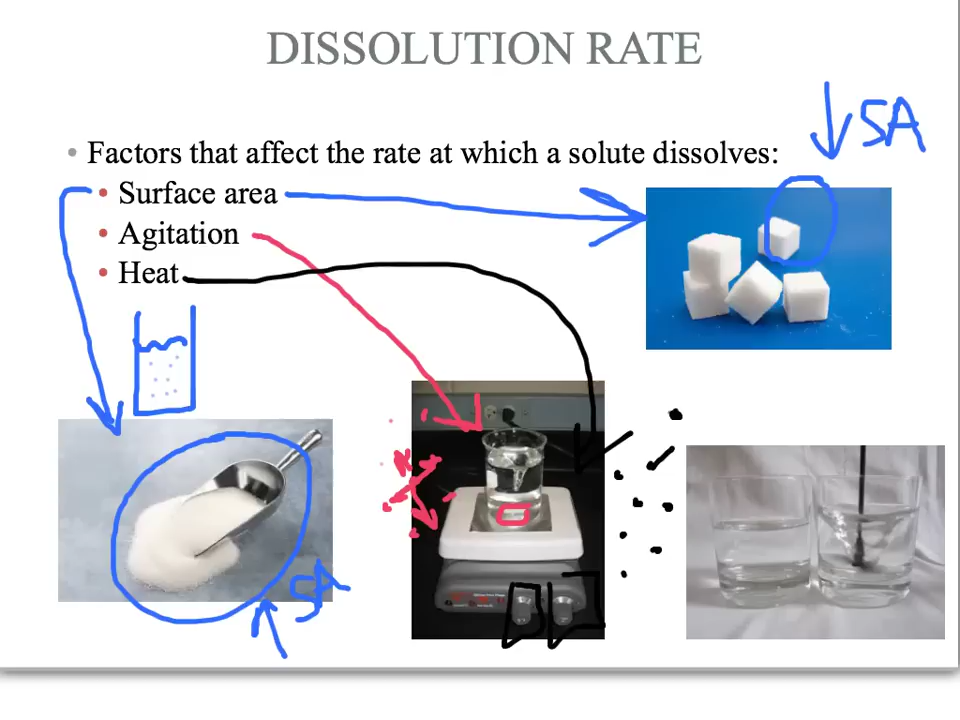 DISSOLUTION RATE
↓SA
• Factors that affect the rate at which a solute dissolves:
• Surface area
• Agitation
• Heat
↑SA